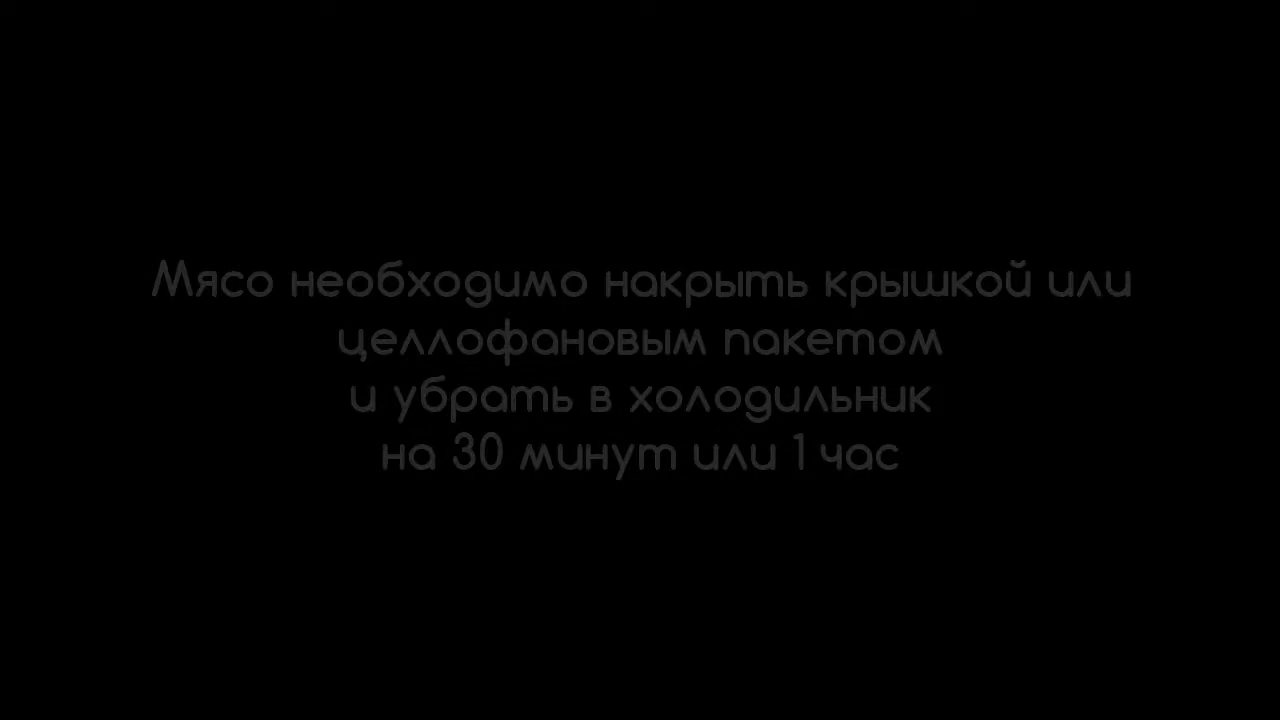 Мясо необходимо накрыть крышкой или
целлофановым пакетом
и убрать в холодильник
на 30 минут или 1 час